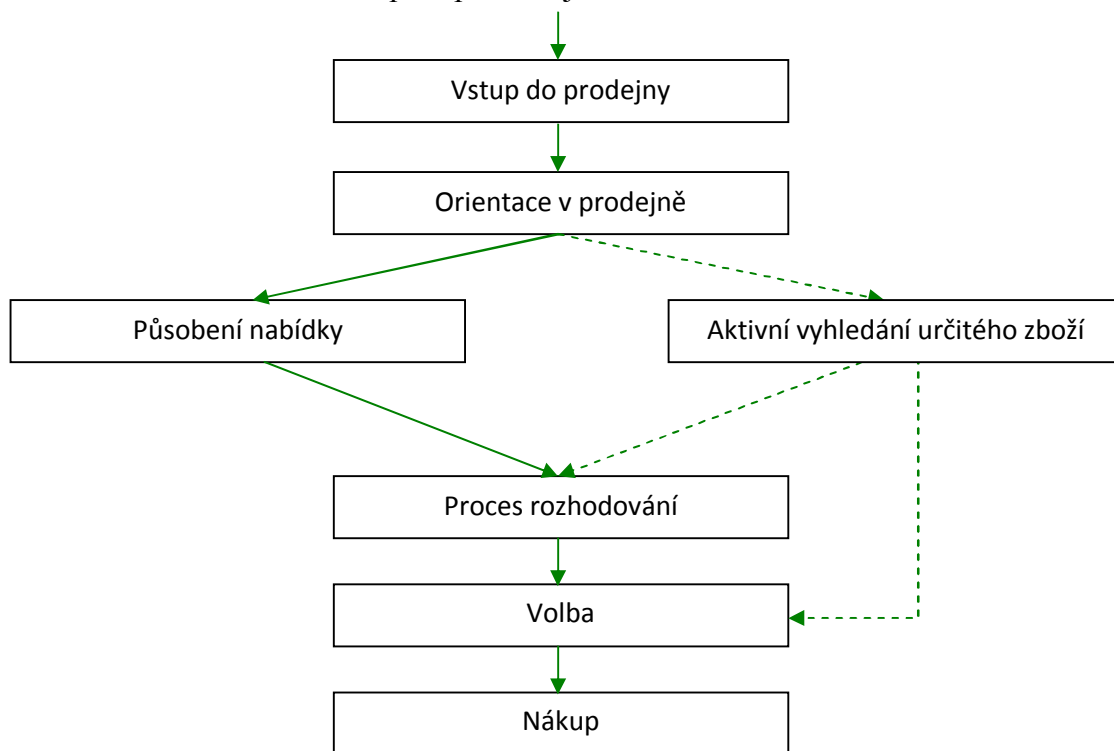 Vstup do prodejny
Orientace v prodejně
Působení nabídky
Aktivní vyhledání určitého zboží
Proces rozhodování
Volba
Nákup